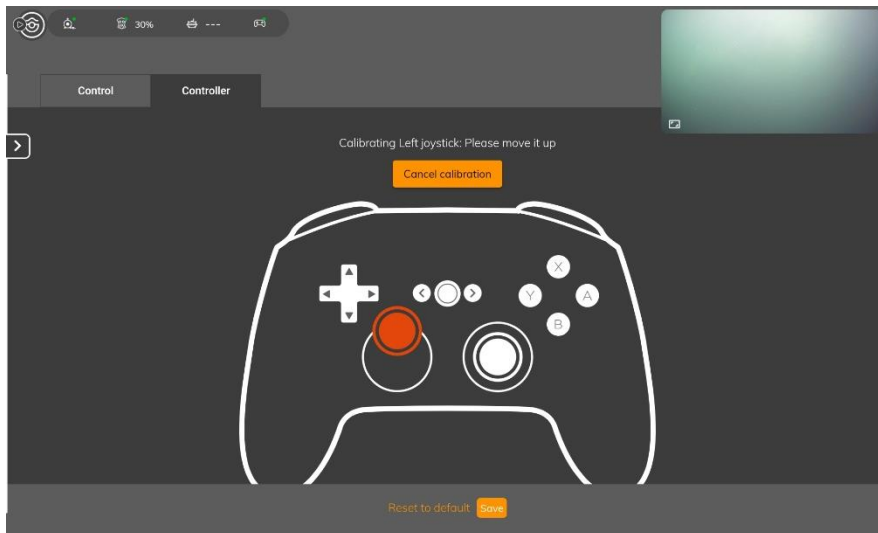 30%
---
Control
Controller
Calibrating Left joystick: Please move it up
Cancel calibration
X
Y
A
B
Reset to default
Save